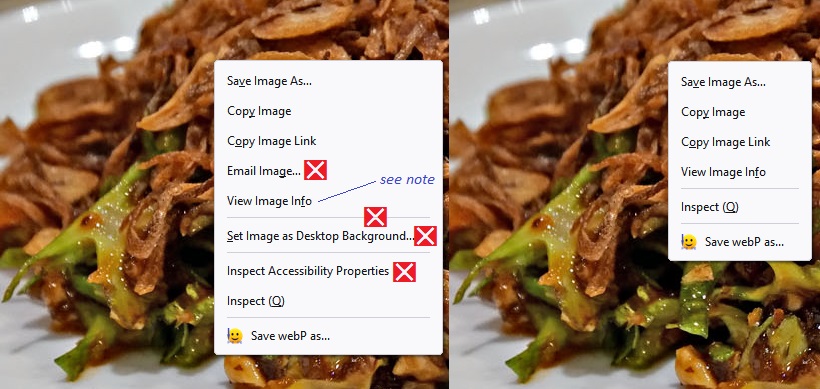 Save Image As...
Copy Image
Copy Image Link
Email Image...
View Image Info
see note
Set Image as Desktop Background...
Inspect Accessibility Properties
Inspect (Q)
Save webP as...
Save Image As...
Copy Image
Copy Image Link
View Image Info
Inspect (Q)
Save webP as...